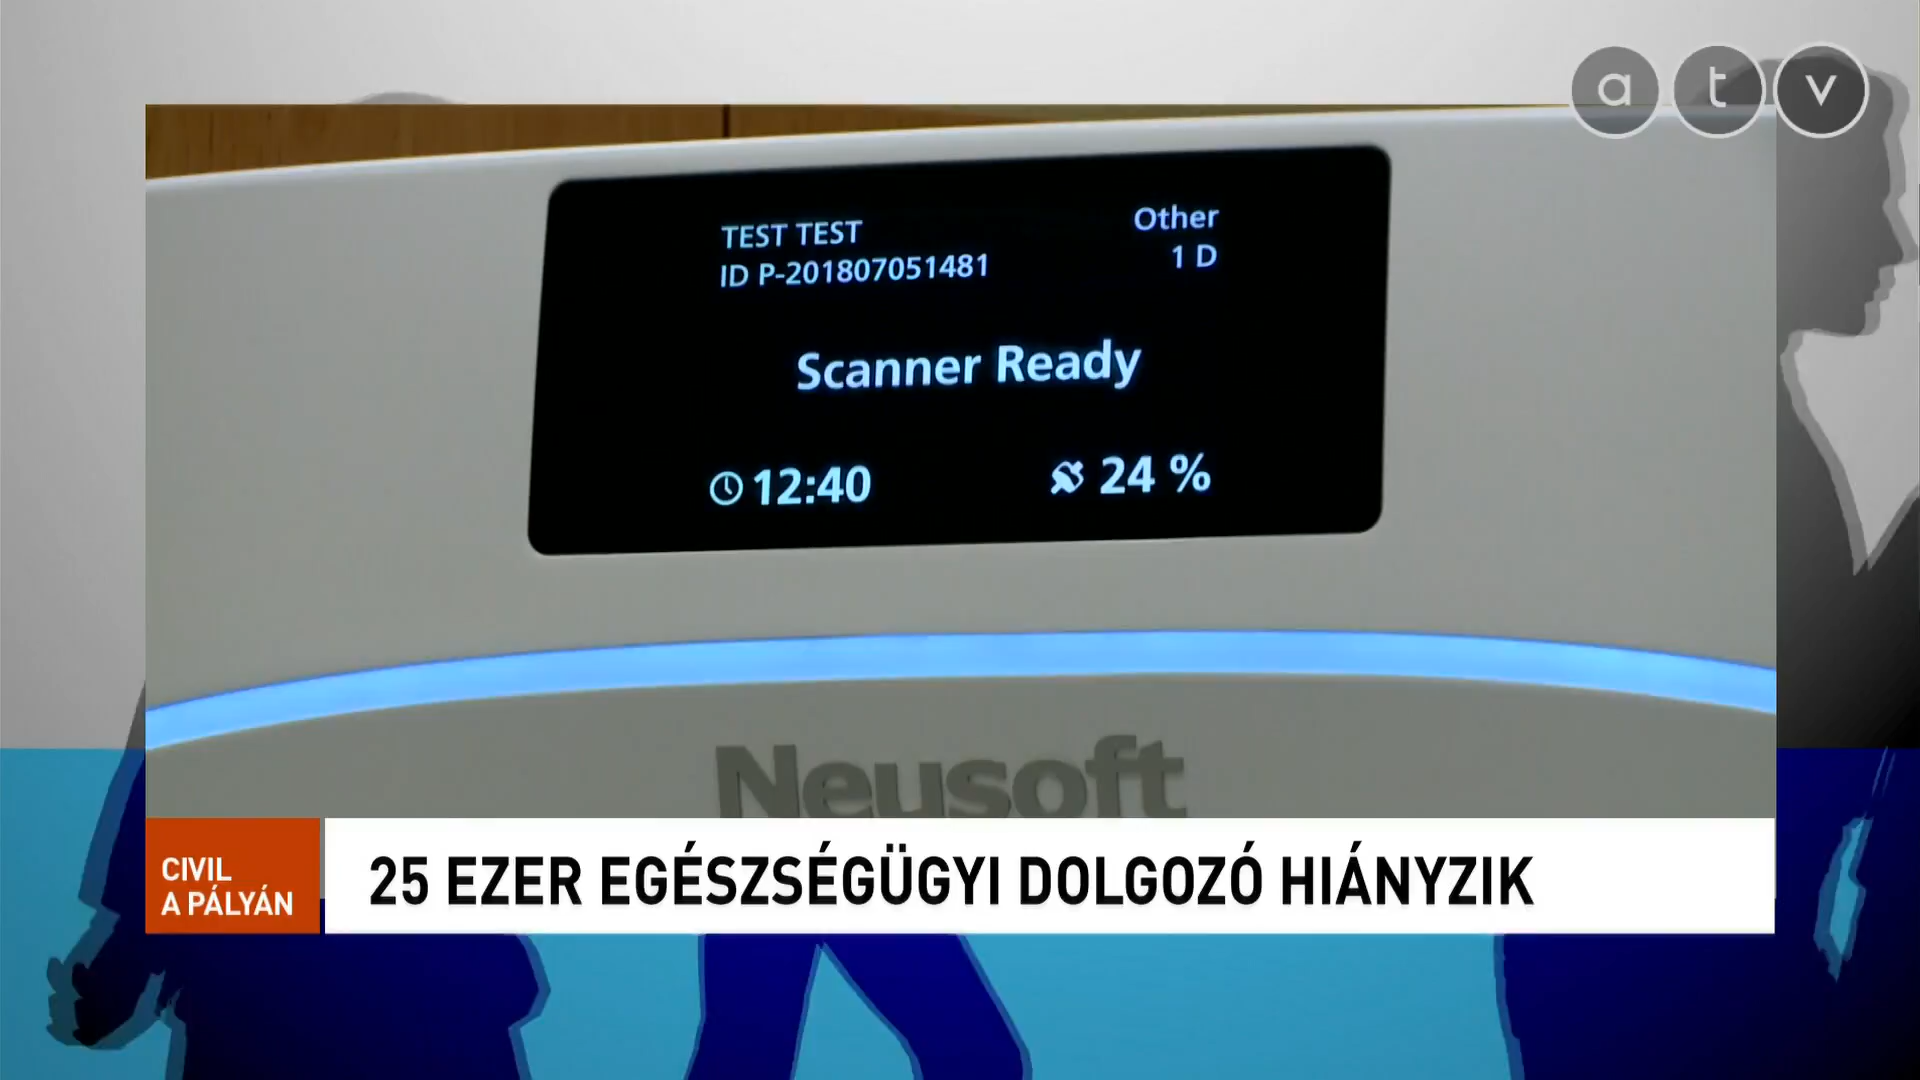 a t v
TEST TEST
Other
ID P-201807051481
1 D
Scanner Ready
12:40
24 %
Neusoft
CIVIL
A PÁLYÁN
25 EZER EGÉSZSÉGÜGYI DOLGOZÓ HIÁNYZIK